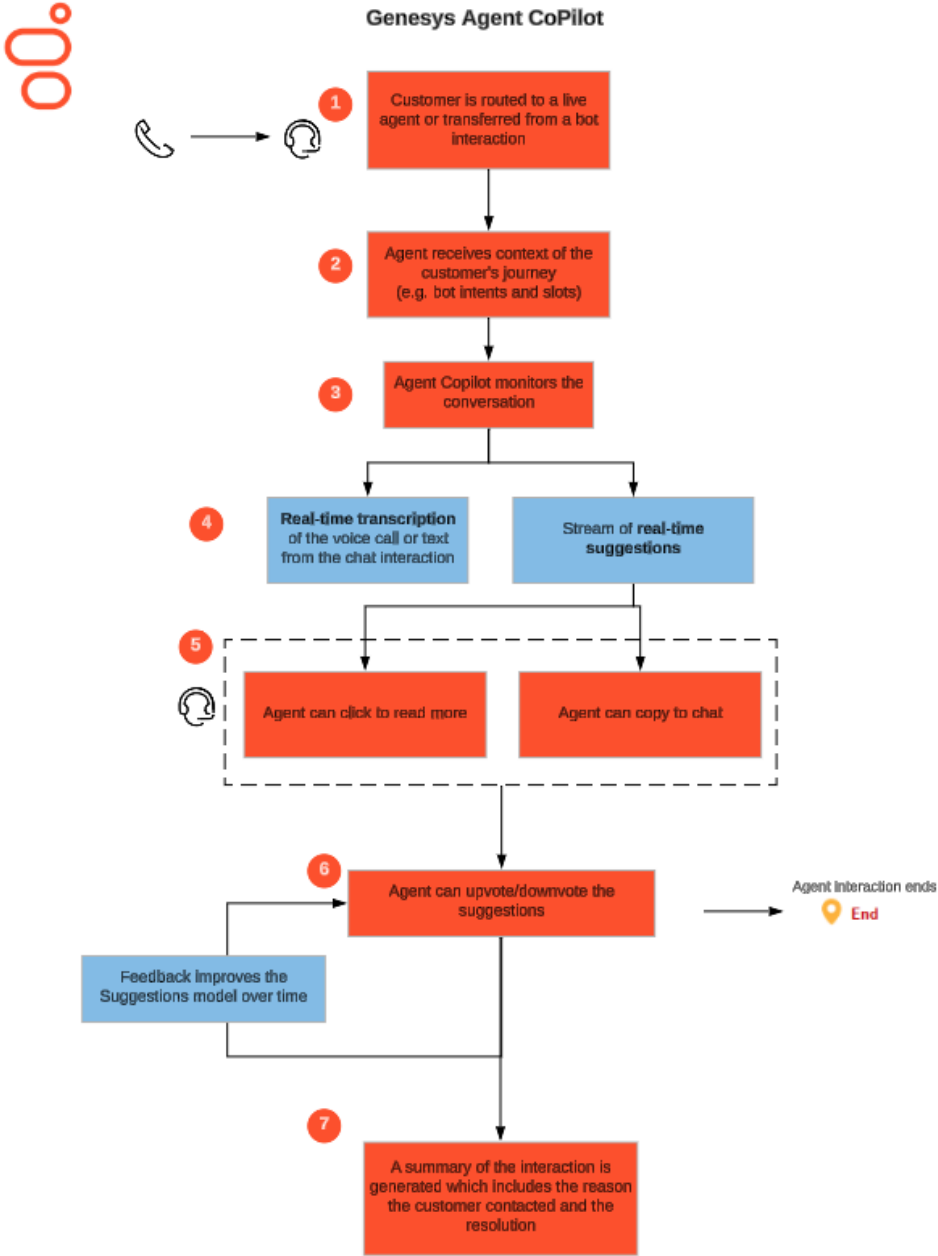 Genesys Agent CoPilot
1
Customer is routed to a live
agent or transferred from a bot
interaction
2
Agent receives context of the
customer's journey
(e.g. bot intents and slots)
3
Agent Copilot monitors the
conversation
4
Real-time transcription
of the voice call or text
from the chat interaction
Stream of real-time
suggestions
5
Agent can click to read more
Agent can copy to chat
6
Agent can upvote/downvote the
suggestions
Agent interaction ends
End
Feedback improves the
Suggestions model over time
7
A summary of the interaction is
generated which includes the reason
the customer contacted and the
resolution